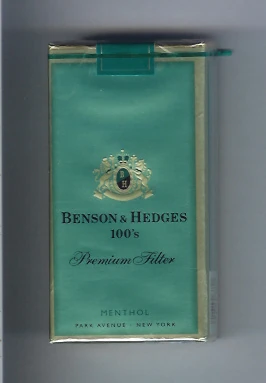 B
H
BENSON & HEDGES
100's
Premium Filter
MENTHOL
PARK AVENUE · NEW YORK